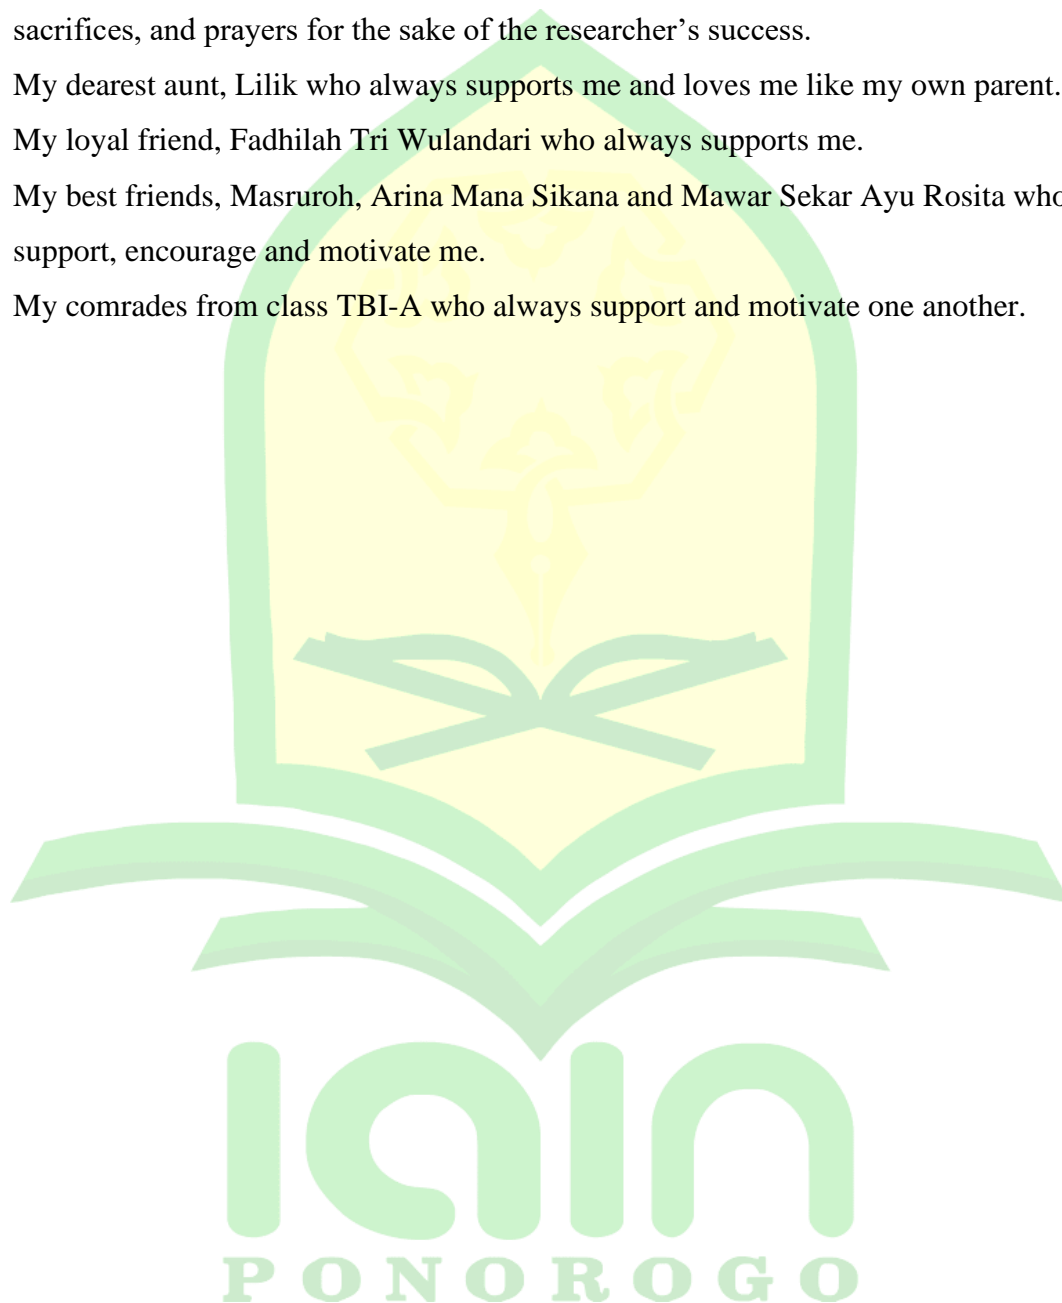 sacrifices, and prayers for the sake of the researcher’s success.
My dearest aunt, Lilik who always supports me and loves me like my own parent.
My loyal friend, Fadhilah Tri Wulandari who always supports me.
My best friends, Masruroh, Arina Mana Sikana and Mawar Sekar Ayu Rosita who
support, encourage and motivate me.
My comrades from class TBI-A who always support and motivate one another.
IAIN
PONOROGO